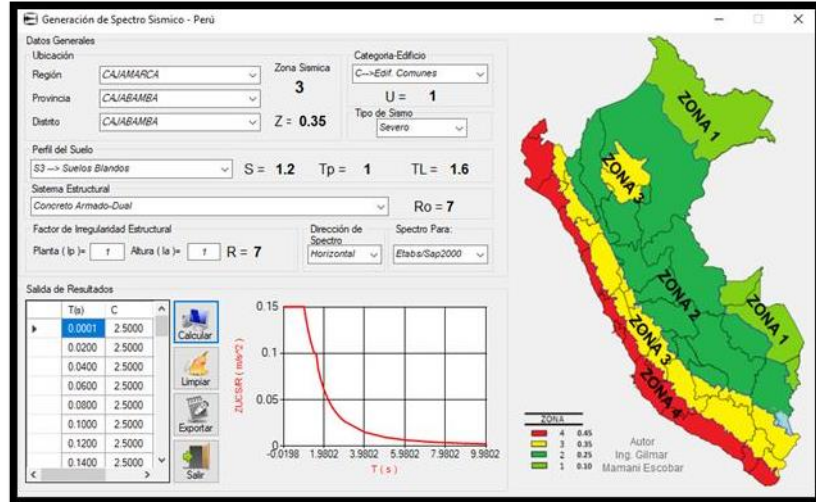 Generación de Spectro Sismico - Perú
Datos Generales
Ubicación
Región CAJAMARCA
Provincia CAJABAMBA
Distrito CAJABAMBA
Zona Sismica
3
Z = 0.35
Categoria-Edificio
C-->Edif. Comunes
U = 1
Tipo de Sismo
Severo
Perfil del Suelo
S3 --> Suelos Blandos S = 1.2 Tp = 1 TL = 1.6
Sistema Estructural
Concreto Armado-Dual Ro = 7
Factor de Irregularidad Estructural
Planta ( Ip )= 1 Altura ( Ia )= 1 R = 7
Dirección de Spectro
Horizontal
Spectro Para:
Etabs/Sap2000
Salida de Resultados
T(s) C
0.0001 2.5000
0.0200 2.5000
0.0400 2.5000
0.0600 2.5000
0.0800 2.5000
0.1000 2.5000
0.1200 2.5000
0.1400 2.5000
Calcular
Limpiar
Exportar
Salir
ZUCS/R ( m/s^2 )
0.15
0.1
0.05
0
-0.0198 1.9802 3.9802 5.9802 7.9802 9.9802
T ( s )
ZONA 1
ZONA 3
ZONA 2
ZONA 1
ZONA 3
ZONA 4
ZONA
4 0.45
3 0.35
2 0.25
1 0.10
Autor
Ing. Gilmar
Mamani Escobar